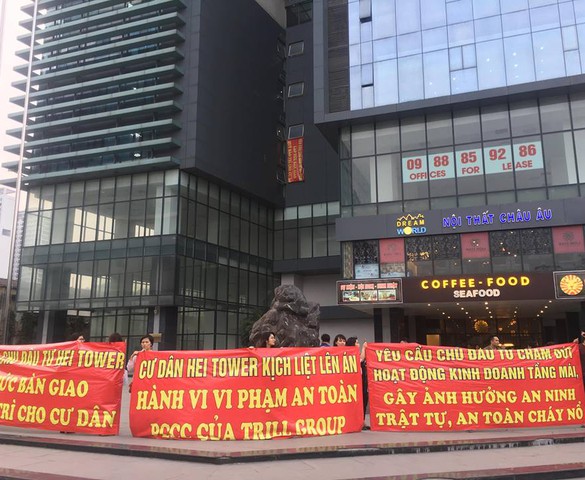 09 88 85 92 86
OFFICES FOR LEASE
DREAM
WORLD
NỘI THẤT CHÂU ÂU
COFFEE - FOOD
SEAFOOD
CHỦ ĐẦU TƯ HEI TOWER
BÀN GIAO
TRÌ CHO CƯ DÂN
CƯ DÂN HEI TOWER KỊCH LIỆT LÊN ÁN
HÀNH VI VI PHẠM AN TOÀN
PCCC CỦA TRILL GROUP
YÊU CẦU CHỦ ĐẦU TƯ CHẤM DỨT
HOẠT ĐỘNG KINH DOANH TẦNG MÁI,
GÂY ẢNH HƯỞNG AN NINH
TRẬT TỰ, AN TOÀN CHÁY NỔ